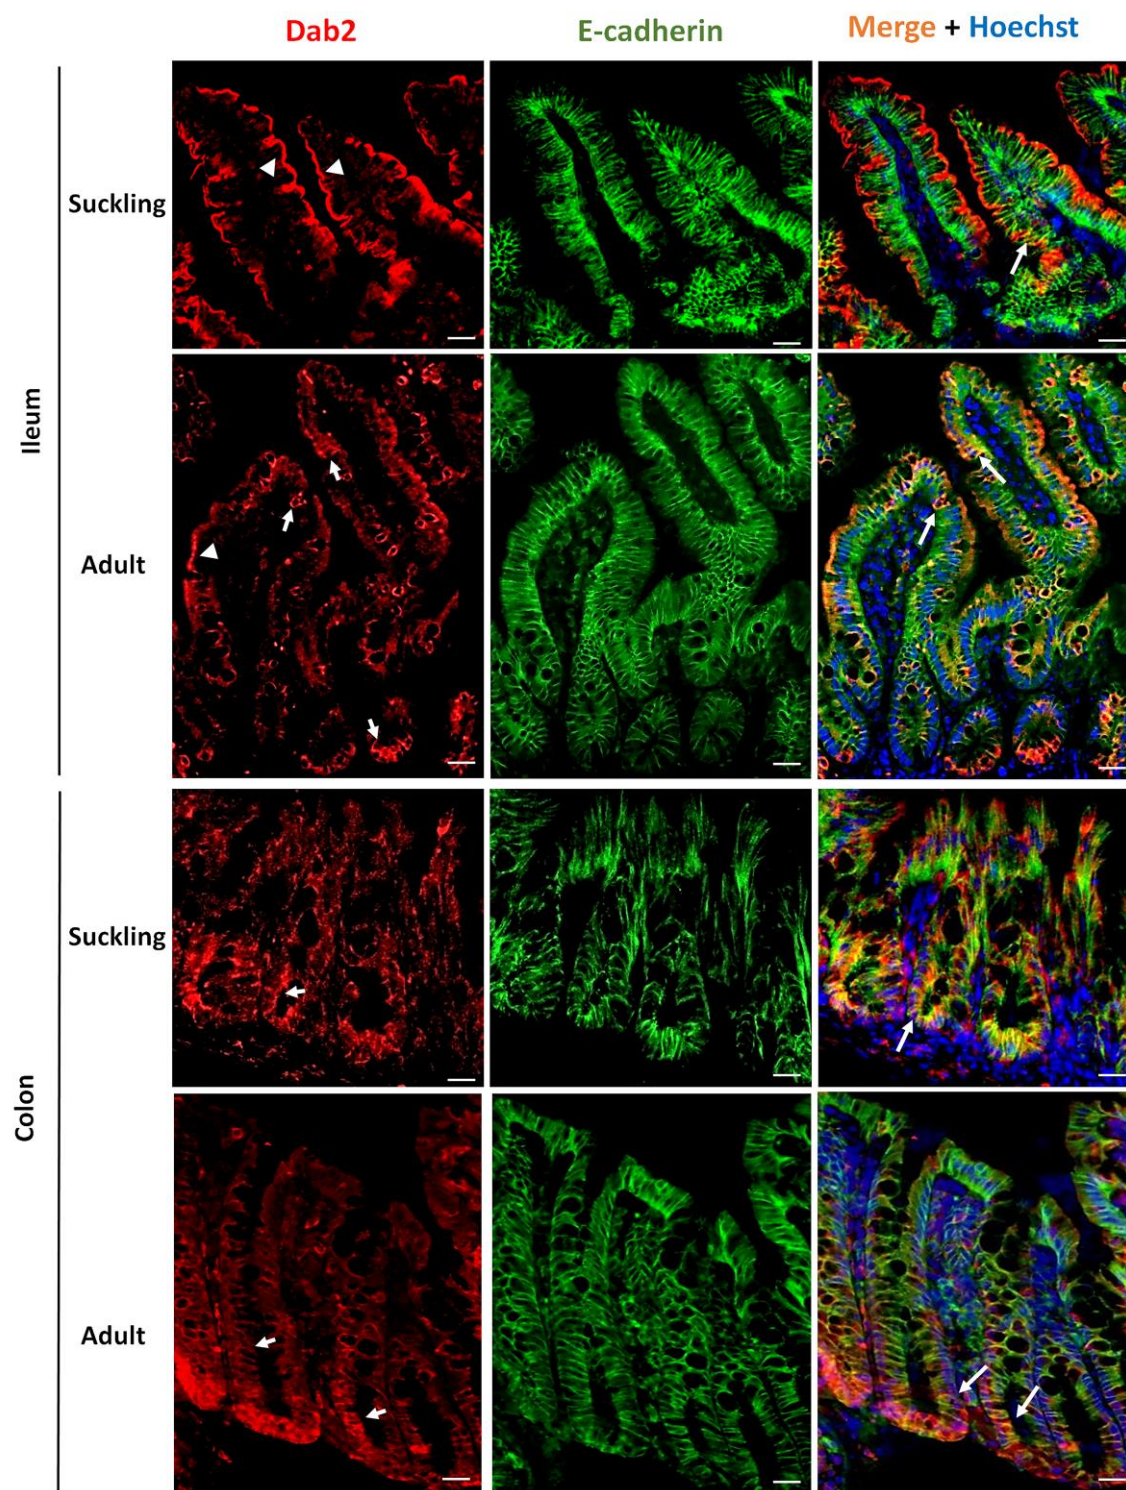 Dab2 E-cadherin Merge + Hoechst
Suckling
Ileum
Adult
Suckling
Colon
Adult